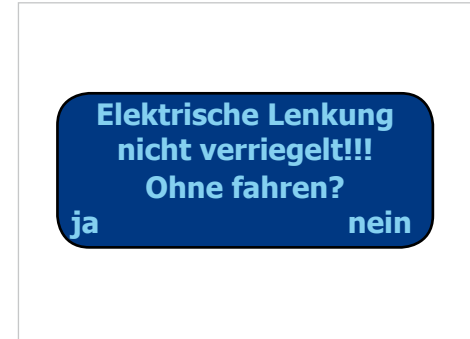 Elektrische Lenkung
nicht verriegelt!!!
Ohne fahren?
ja nein